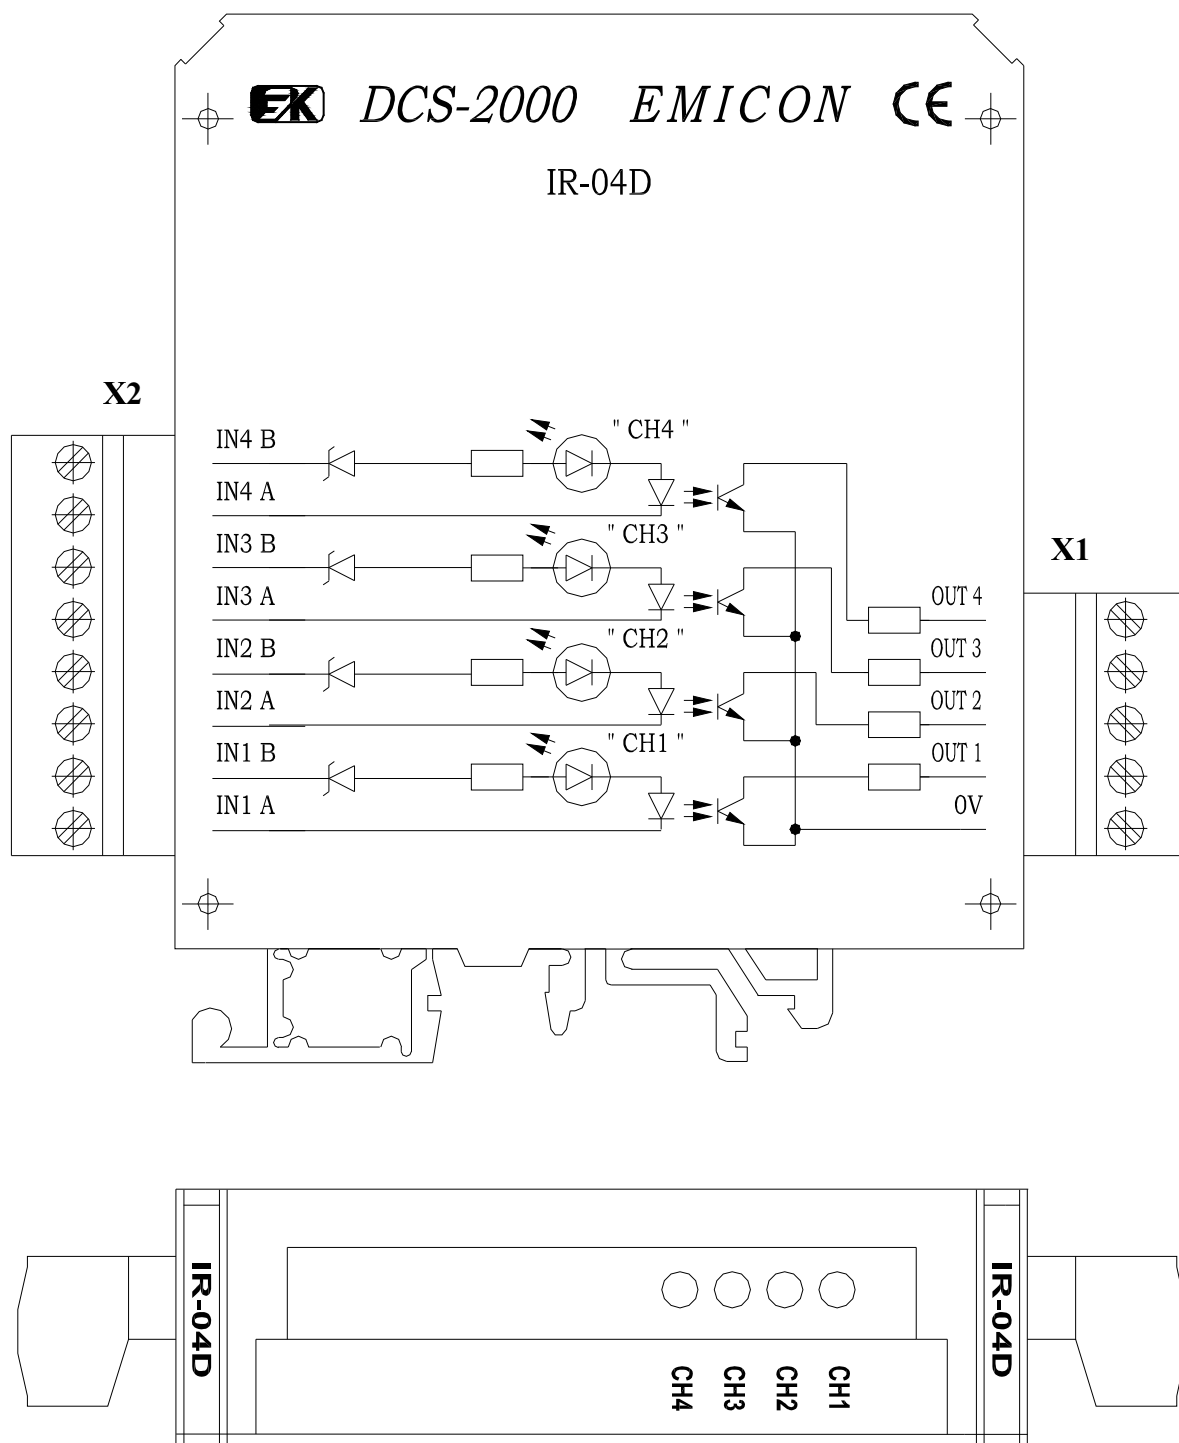 EK DCS-2000 EMICON CE
IR-04D
X2
IN4 B
" CH4 "
IN4 A
IN3 B
" CH3 "
X1
IN3 A
OUT 4
IN2 B
" CH2 "
OUT 3
IN2 A
OUT 2
IN1 B
" CH1 "
OUT 1
IN1 A
0V
IR-04D
IR-04D
CH4
CH3
CH2
CH1